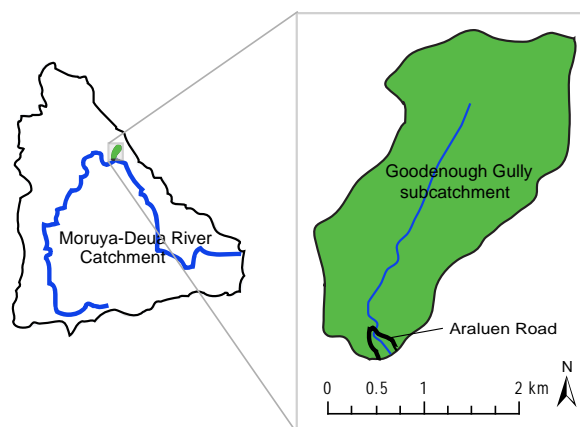 Moruya-Deua River
Catchment
Goodenough Gully
subcatchment
Araluen Road
N
0 0.5 1 2 km